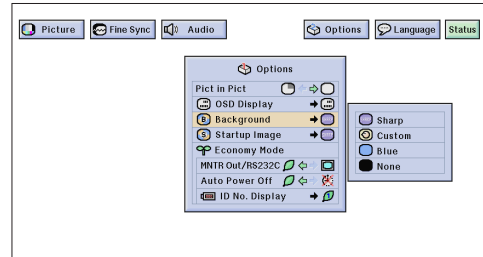 Picture Fine Sync Audio Options Language Status
Options
Pict in Pict
OSD Display
B Background
S Startup Image
Economy Mode
MNTR Out/RS232C
Auto Power Off
ID No. Display
Sharp
Custom
Blue
None